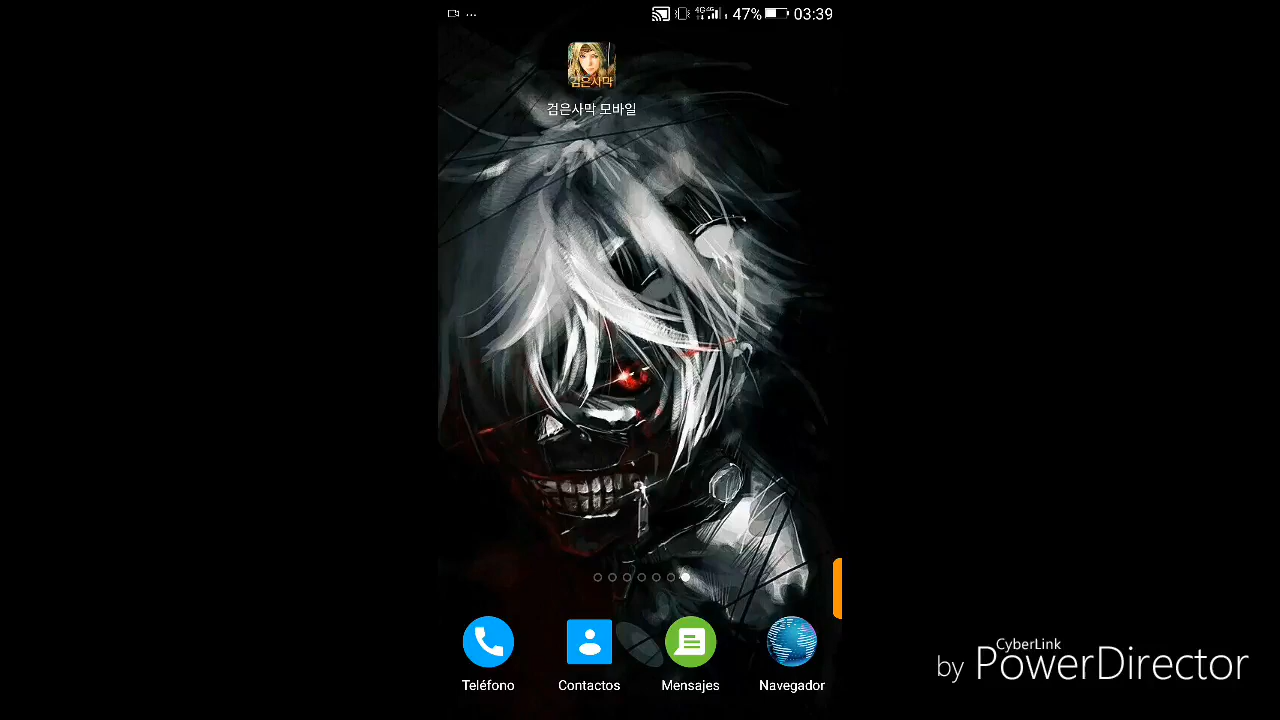 47% 03:39
검은사막
검은사막 모바일
Teléfono Contactos Mensajes Navegador
CyberLink
by PowerDirector